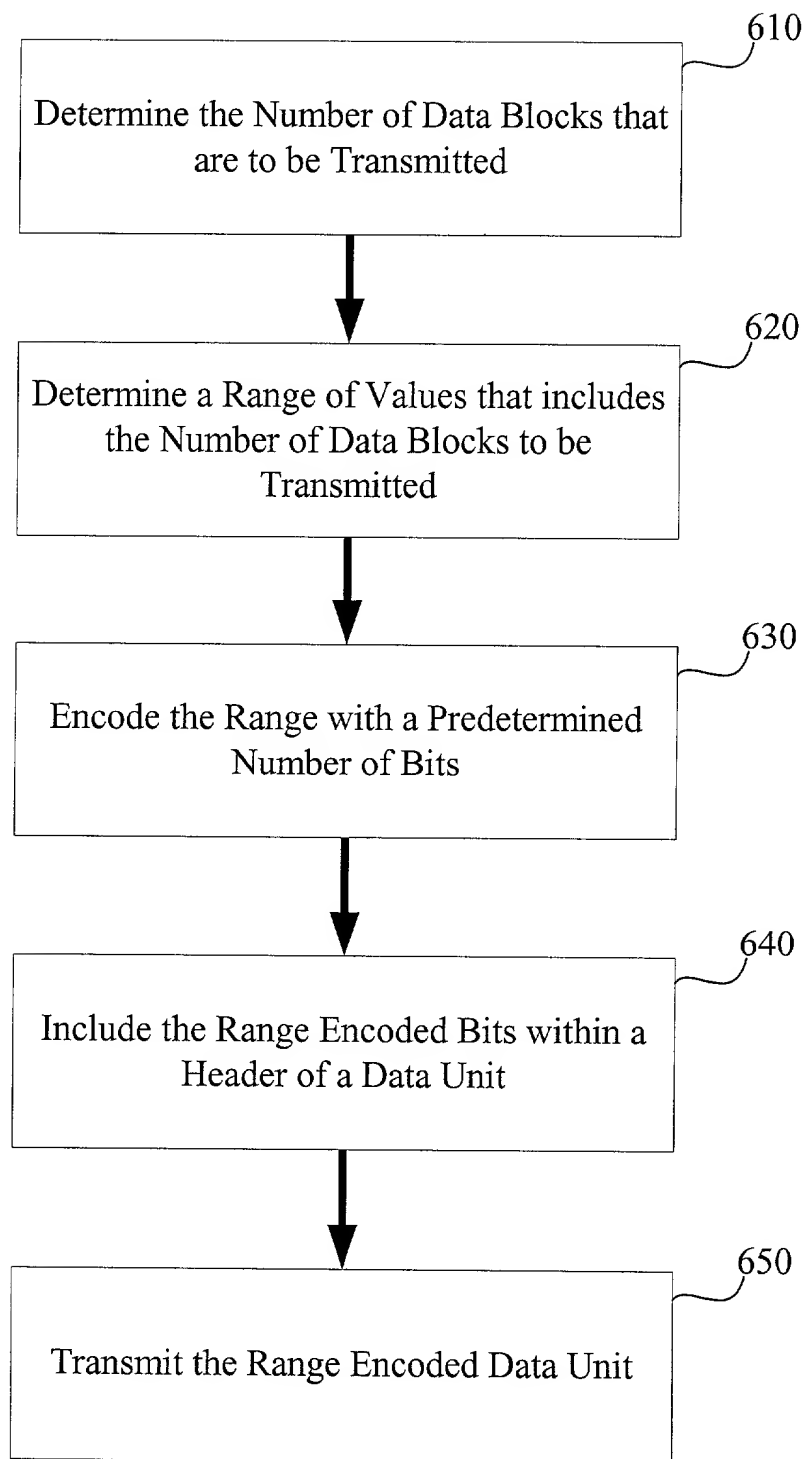 610
Determine the Number of Data Blocks that
are to be Transmitted
620
Determine a Range of Values that includes
the Number of Data Blocks to be
Transmitted
630
Encode the Range with a Predetermined
Number of Bits
640
Include the Range Encoded Bits within a
Header of a Data Unit
650
Transmit the Range Encoded Data Unit